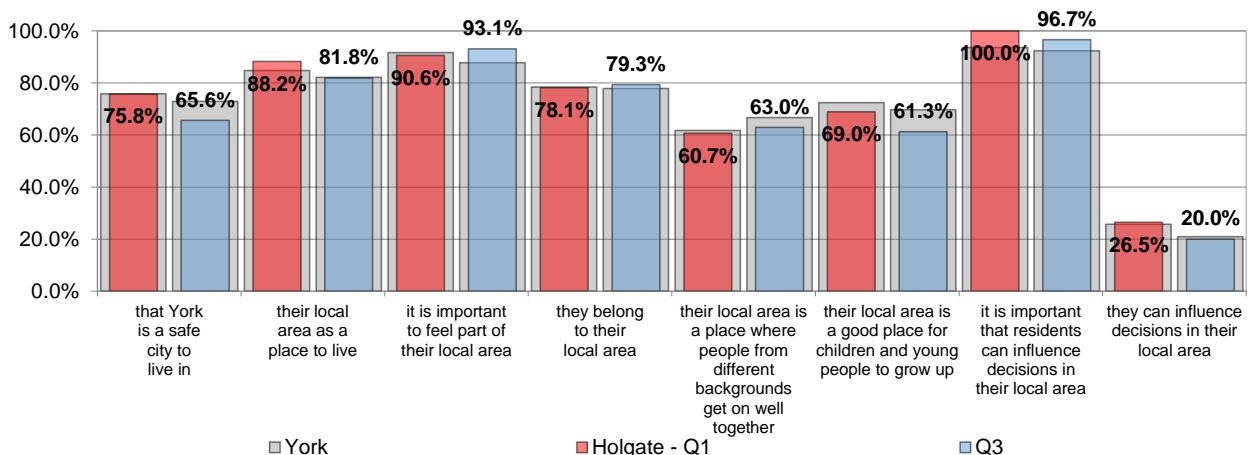 100.0%
80.0%
60.0%
40.0%
20.0%
0.0%
75.8%
65.6%
88.2%
81.8%
90.6%
93.1%
78.1%
79.3%
60.7%
63.0%
69.0%
61.3%
100.0%
96.7%
26.5%
20.0%
that York
is a safe
city to
live in
their local
area as a
place to live
it is important
to feel part of
their local area
they belong
to their
local area
their local area is
a place where
people from
different
backgrounds
get on well
together
their local area is
a good place for
children and young
people to grow up
it is important
that residents
can influence
decisions in
their local area
they can influence
decisions in their
local area
York
Holgate - Q1
Q3